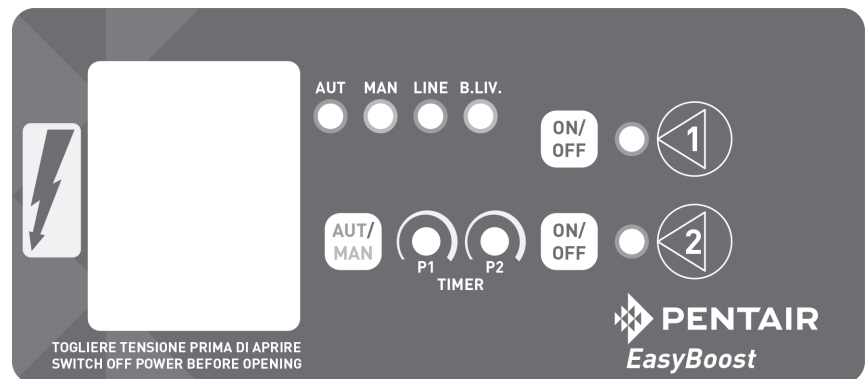 AUT MAN LINE B.LIV.
ON/
OFF
1
AUT/
MAN
P1 P2
TIMER
ON/
OFF
2
TOGLIERE TENSIONE PRIMA DI APRIRE
SWITCH OFF POWER BEFORE OPENING
PENTAIR
EasyBoost